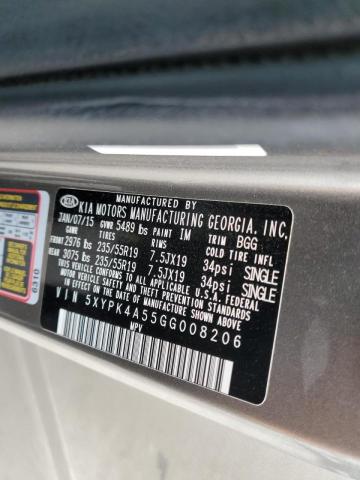 MANUFACTURED BY
KIA KIA MOTORS MANUFACTURING GEORGIA, INC.
JAN/07/15 GVWR 5489 lbs PAINT IM TRIM BGG
GAWR TIRES RIMS COLD TIRE INF.
FRONT 2976 lbs 235/55R19 7.5JX19 34psi SINGLE
REAR 3075 lbs 235/55R19 7.5JX19 34psi SINGLE
THIS VEHICLE CONFORMS TO ALL APPLICABLE U.S.A. FEDERAL
MOTOR VEHICLE SAFETY AND THEFT PREVENTION STANDARDS
IN EFFECT ON THE DATE OF MANUFACTURE SHOWN ABOVE
VIN 5XYPK4A55GG008206
MPV
6310